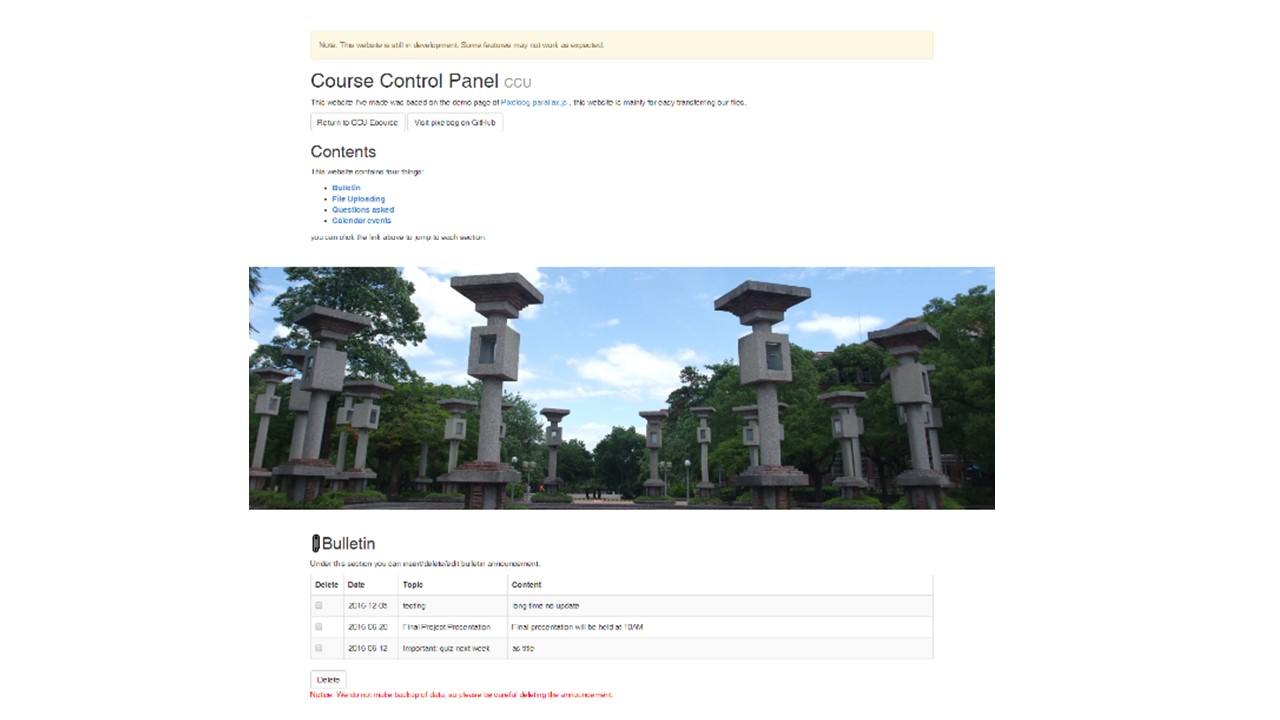 Note: This website is still in development. Some features may not work as expected.
Course Control Panel CCU
This website I've made was based on the demo page of Pixelcog parallax.js , this website is mainly for easy transferring our files.
Return to CCU Ecourse Visit pixelcog on GitHub
Contents
This website contains four things:
Bulletin
File Uploading
Questions asked
Calendar events
you can click the link above to jump to each section.
Bulletin
Under this section you can insert/delete/edit bulletin announcement.
Delete Date Topic Content
2016-12-05 testing long time no update
2016-06-20 Final Project Presentation Final presentation will be held at 10AM
2016-06-12 Important: quiz next week as title
Delete
Notice: We do not make backup of data, so please be careful deleting the announcement.